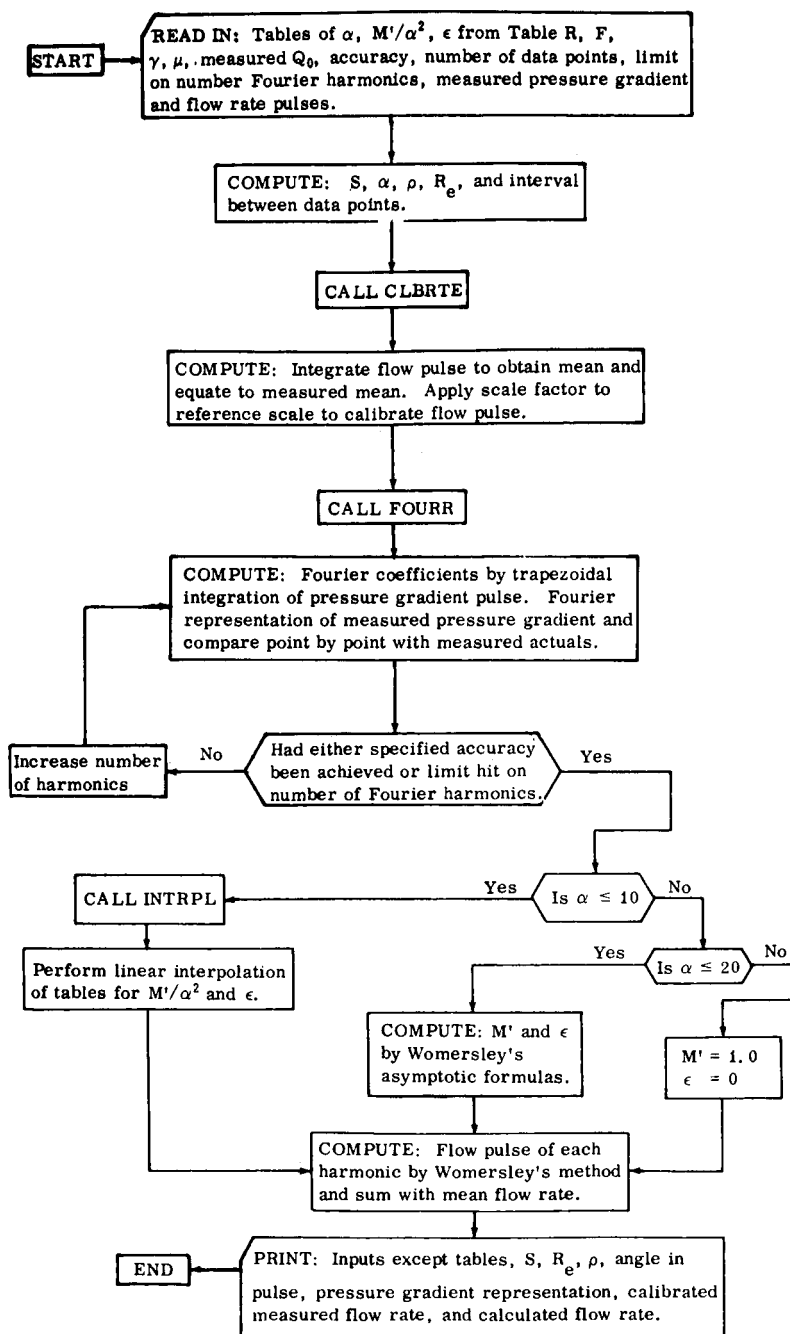 START
READ IN: Tables of α, M'/α², ϵ from Table R, F,
γ, μ, measured Q₀, accuracy, number of data points, limit
on number Fourier harmonics, measured pressure gradient
and flow rate pulses.
COMPUTE: S, α, ρ, Rₑ, and interval
between data points.
CALL CLBRTE
COMPUTE: Integrate flow pulse to obtain mean and
equate to measured mean. Apply scale factor to
reference scale to calibrate flow pulse.
CALL FOURR
COMPUTE: Fourier coefficients by trapezoidal
integration of pressure gradient pulse. Fourier
representation of measured pressure gradient and
compare point by point with measured actuals.
Increase number
of harmonics
No
Had either specified accuracy
been achieved or limit hit on
number of Fourier harmonics.
Yes
CALL INTRPL
Yes
Is α ≤ 10
No
Perform linear interpolation
of tables for M'/α² and ϵ.
Yes
Is α ≤ 20
No
COMPUTE: M' and ϵ
by Womersley's
asymptotic formulas.
M' = 1.0
ϵ = 0
COMPUTE: Flow pulse of each
harmonic by Womersley's method
and sum with mean flow rate.
END
PRINT: Inputs except tables, S, Rₑ, ρ, angle in
pulse, pressure gradient representation, calibrated
measured flow rate, and calculated flow rate.